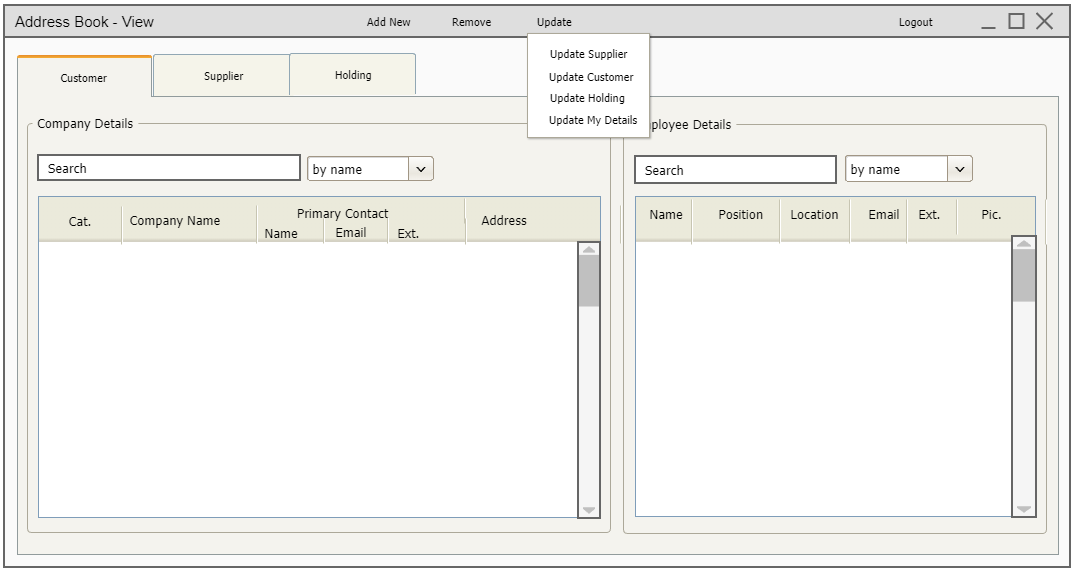 Address Book - View
Add New Remove Update Logout
Update Supplier
Update Customer
Update Holding
Update My Details
Customer Supplier Holding
Company Details
Search by name
Cat. Company Name Primary Contact Address
Name Email Ext.
Details
Search by name
Name Position Location Email Ext. Pic.